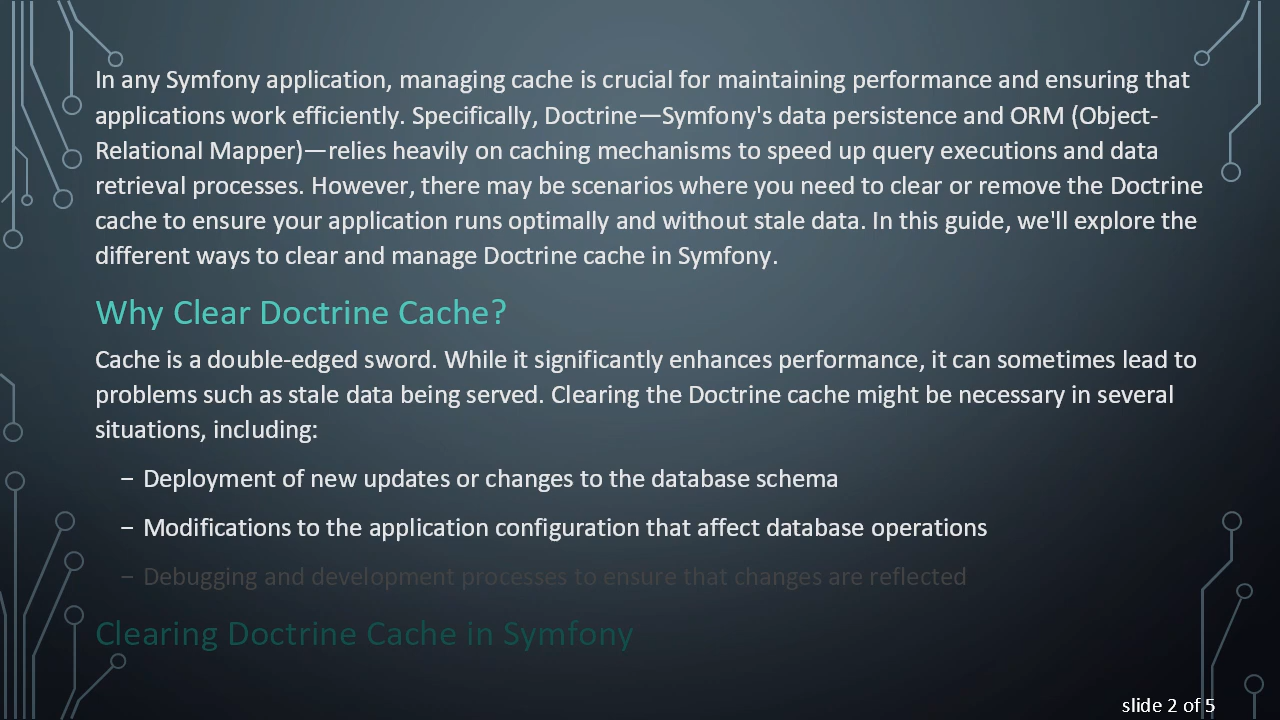 In any Symfony application, managing cache is crucial for maintaining performance and ensuring that
applications work efficiently. Specifically, Doctrine—Symfony's data persistence and ORM (Object-
Relational Mapper)—relies heavily on caching mechanisms to speed up query executions and data
retrieval processes. However, there may be scenarios where you need to clear or remove the Doctrine
cache to ensure your application runs optimally and without stale data. In this guide, we'll explore the
different ways to clear and manage Doctrine cache in Symfony.
Why Clear Doctrine Cache?
Cache is a double-edged sword. While it significantly enhances performance, it can sometimes lead to
problems such as stale data being served. Clearing the Doctrine cache might be necessary in several
situations, including:
– Deployment of new updates or changes to the database schema
– Modifications to the application configuration that affect database operations
– Debugging and development processes to ensure that changes are reflected
Clearing Doctrine Cache in Symfony
slide 2 of 5